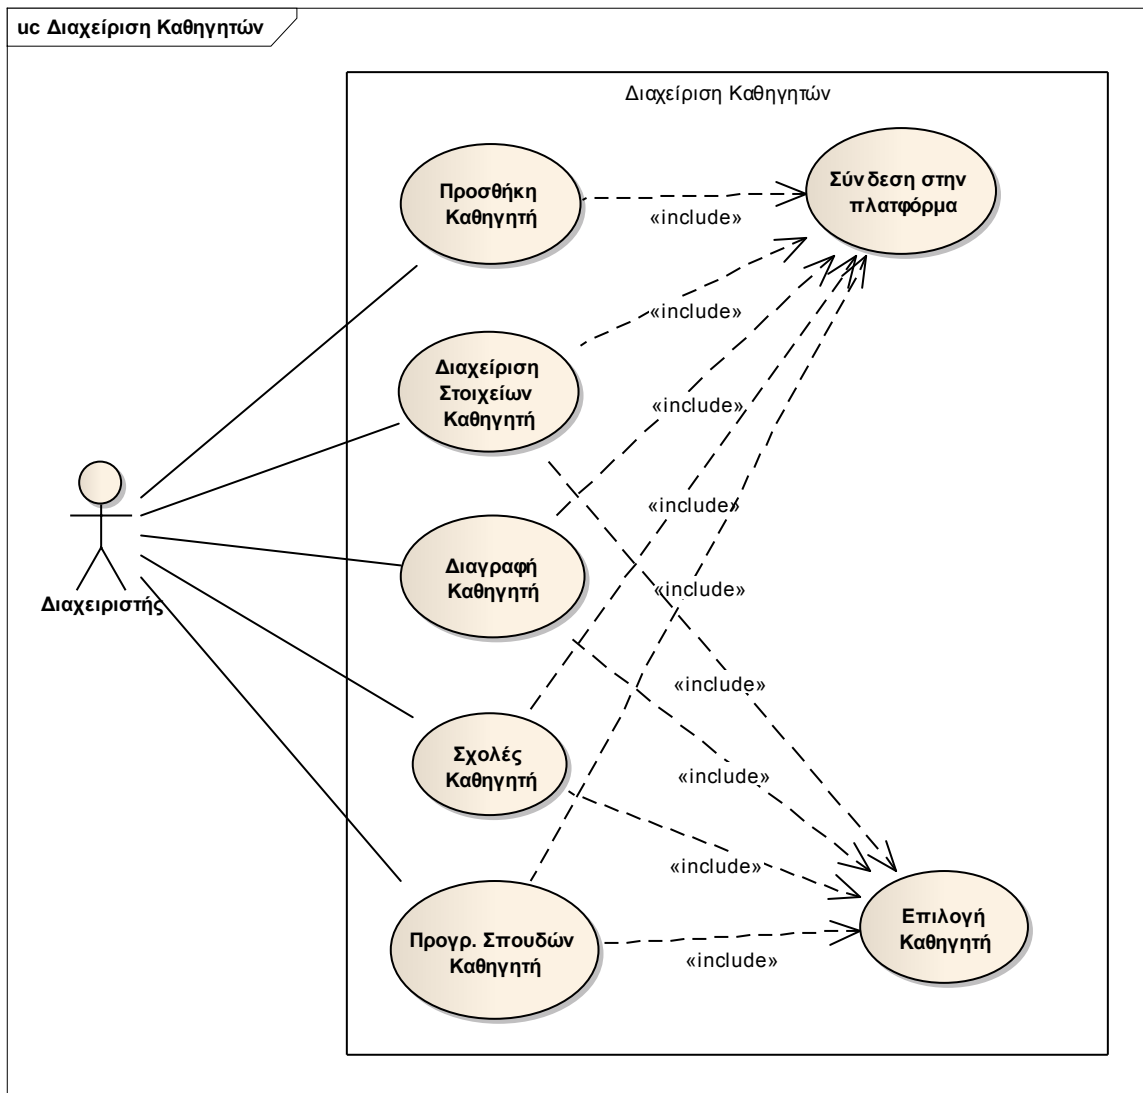 uc Διαχείριση Καθηγητών
Διαχείριση Καθηγητών
Προσθήκη
Καθηγητή
«include»
Σύνδεση στην
πλατφόρμα
Διαχείριση
Στοιχείων
Καθηγητή
«include»
«include»
Διαχειριστής
Διαγραφή
Καθηγητή
«include»
«include»
«include»
Σχολές
Καθηγητή
«include»
«include»
Προγρ. Σπουδών
Καθηγητή
«include»
Επιλογή
Καθηγητή